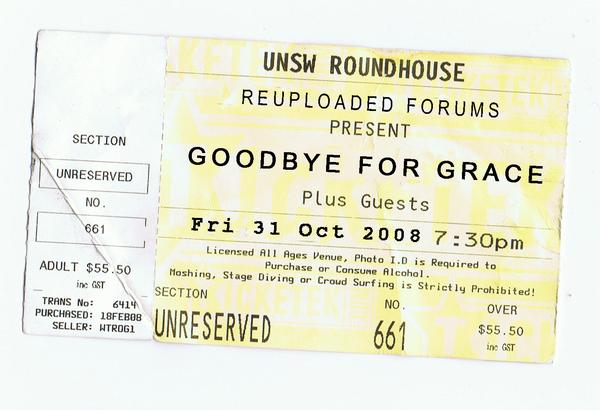 SECTION
UNRESERVED
NO.
661
ADULT $55.50
inc GST
TRANS No: 6414
PURCHASED: 18FEB08
SELLER: WTROG1
UNSW ROUNDHOUSE
REUPLOADED FORUMS
PRESENT
GOODBYE FOR GRACE
Plus Guests
Fri 31 Oct 2008 7:30pm
Licensed All Ages Venue, Photo I.D is Required to
Purchase or Consume Alcohol.
Moshing, Stage Diving or Crowd Surfing is Strictly Prohibited!
SECTION NO. OVER
UNRESERVED 661 $55.50
inc GST